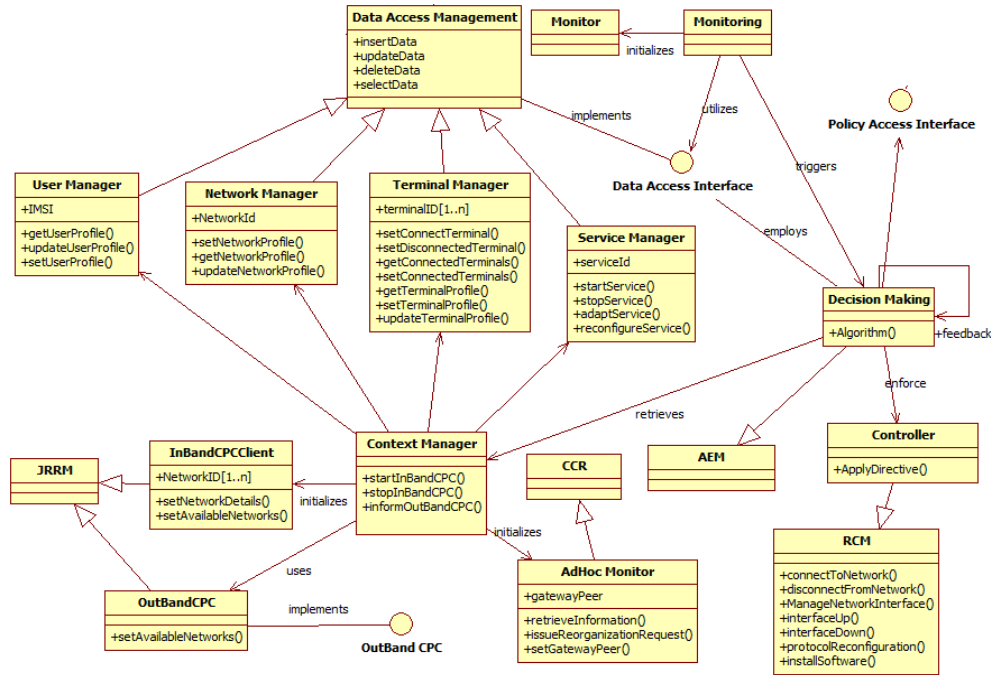 Data Access Management
+insertData
+updateData
+deleteData
+selectData
Monitor
Monitoring
initializes
implements
utilizes
Policy Access Interface
Data Access Interface
triggers
employs
User Manager
+IMSI
+getUserProfile()
+updateUserProfile()
+setUserProfile()
Network Manager
+NetworkId
+setNetworkProfile()
+getNetworkProfile()
+updateNetworkProfile()
Terminal Manager
+terminalID[1..n]
+setConnectTerminal()
+setDisconnectedTerminal()
+getConnectedTerminals()
+setConnectedTerminals()
+getTerminalProfile()
+setTerminalProfile()
+updateTerminalProfile()
Service Manager
+serviceId
+startService()
+stopService()
+adaptService()
+reconfigureService()
Decision Making
+Algorithm()
+feedback
enforce
retrieves
Context Manager
+startInBandCPC()
+stopInBandCPC()
+informOutBandCPC()
InBandCPCClient
+NetworkID[1..n]
+setNetworkDetails()
+setAvailableNetworks()
initializes
JRRM
CCR
AEM
Controller
+ApplyDirective()
initializes
uses
OutBandCPC
+setAvailableNetworks()
implements
OutBand CPC
AdHoc Monitor
+gatewayPeer
+retrieveInformation()
+issueReorganizationRequest()
+setGatewayPeer()
RCM
+connectToNetwork()
+disconnectFromNetwork()
+ManageNetworkInterface()
+interfaceUp()
+interfaceDown()
+protocolReconfiguration()
+installSoftware()